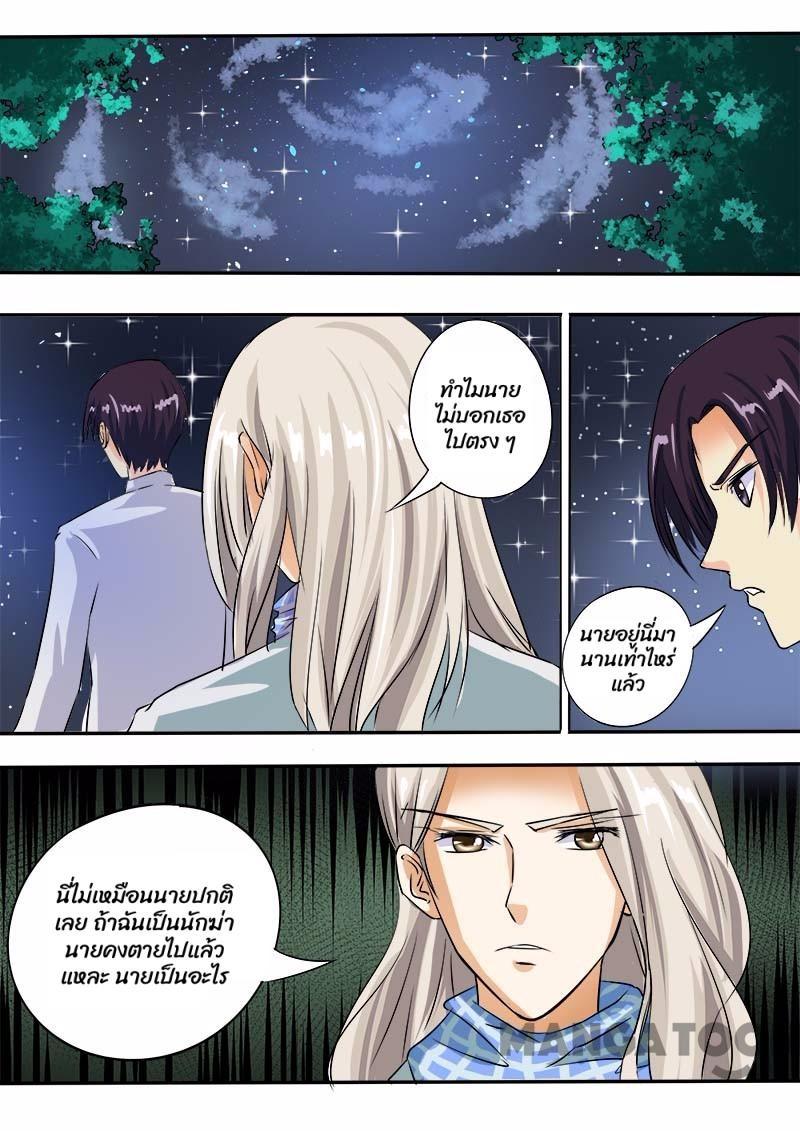 ทำไมนาย
ไม่บอกเธอ
ไปตรง ๆ
นายอยู่นี่มา
นานเท่าไหร่
แล้ว
นี่ไม่เหมือนนายปกติ
เลย ถ้าฉันเป็นนักฆ่า
นายคงตายไปแล้ว
แหละ นายเป็นอะไร
MANGATOON